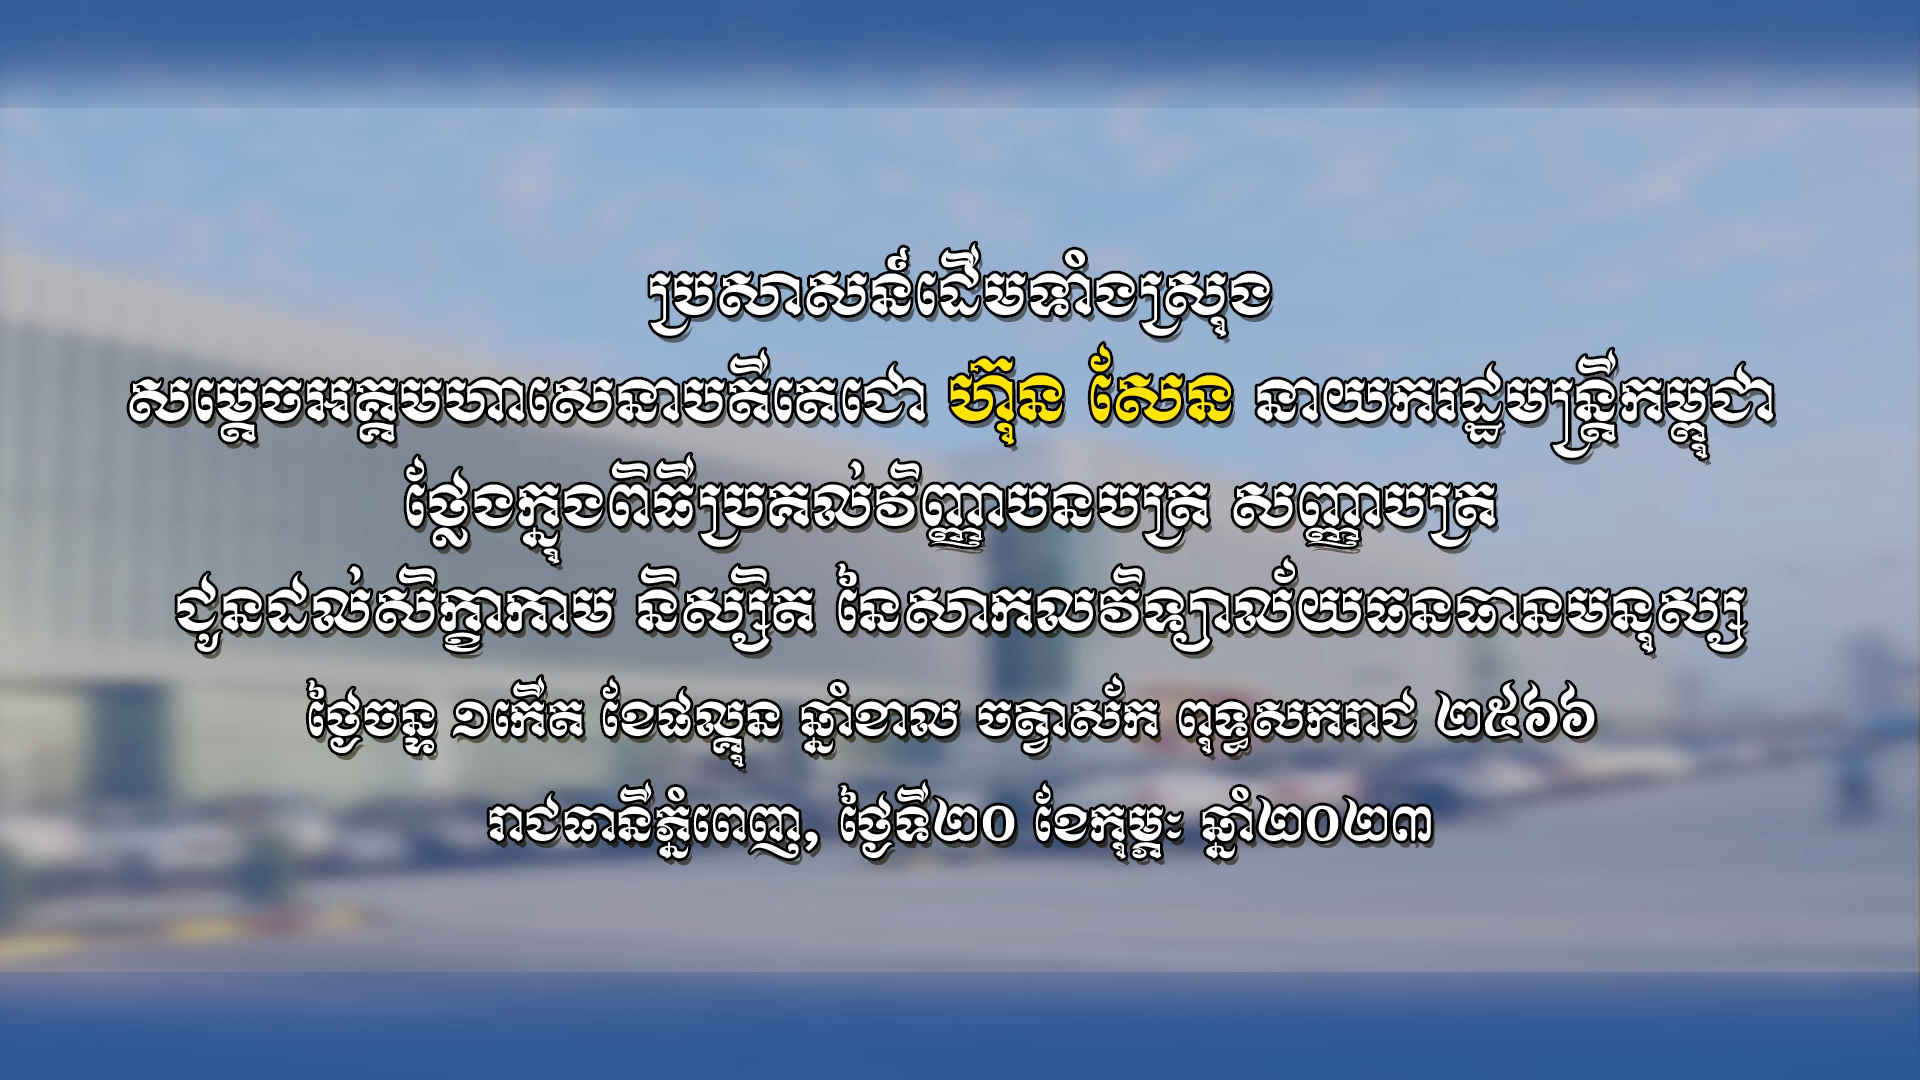 ប្រសាសន៍ដើមទាំងស្រុង
សម្តេចអគ្គមហាសេនាបតីតេជោ ហ៊ុន សែន នាយករដ្ឋមន្ត្រីកម្ពុជា
ថ្លែងក្នុងពិធីប្រគល់វិញ្ញាបនបត្រ សញ្ញាបត្រ
ជូនដល់សិក្ខាកាម និស្សិត នៃសាកលវិទ្យាល័យធនធានមនុស្ស
ថ្ងៃចន្ទ ១កើត ខែផល្គុន ឆ្នាំខាល ចត្វាស័ក ពុទ្ធសករាជ ២៥៦៦
រាជធានីភ្នំពេញ, ថ្ងៃទី២០ ខែកុម្ភៈ ឆ្នាំ២០២៣